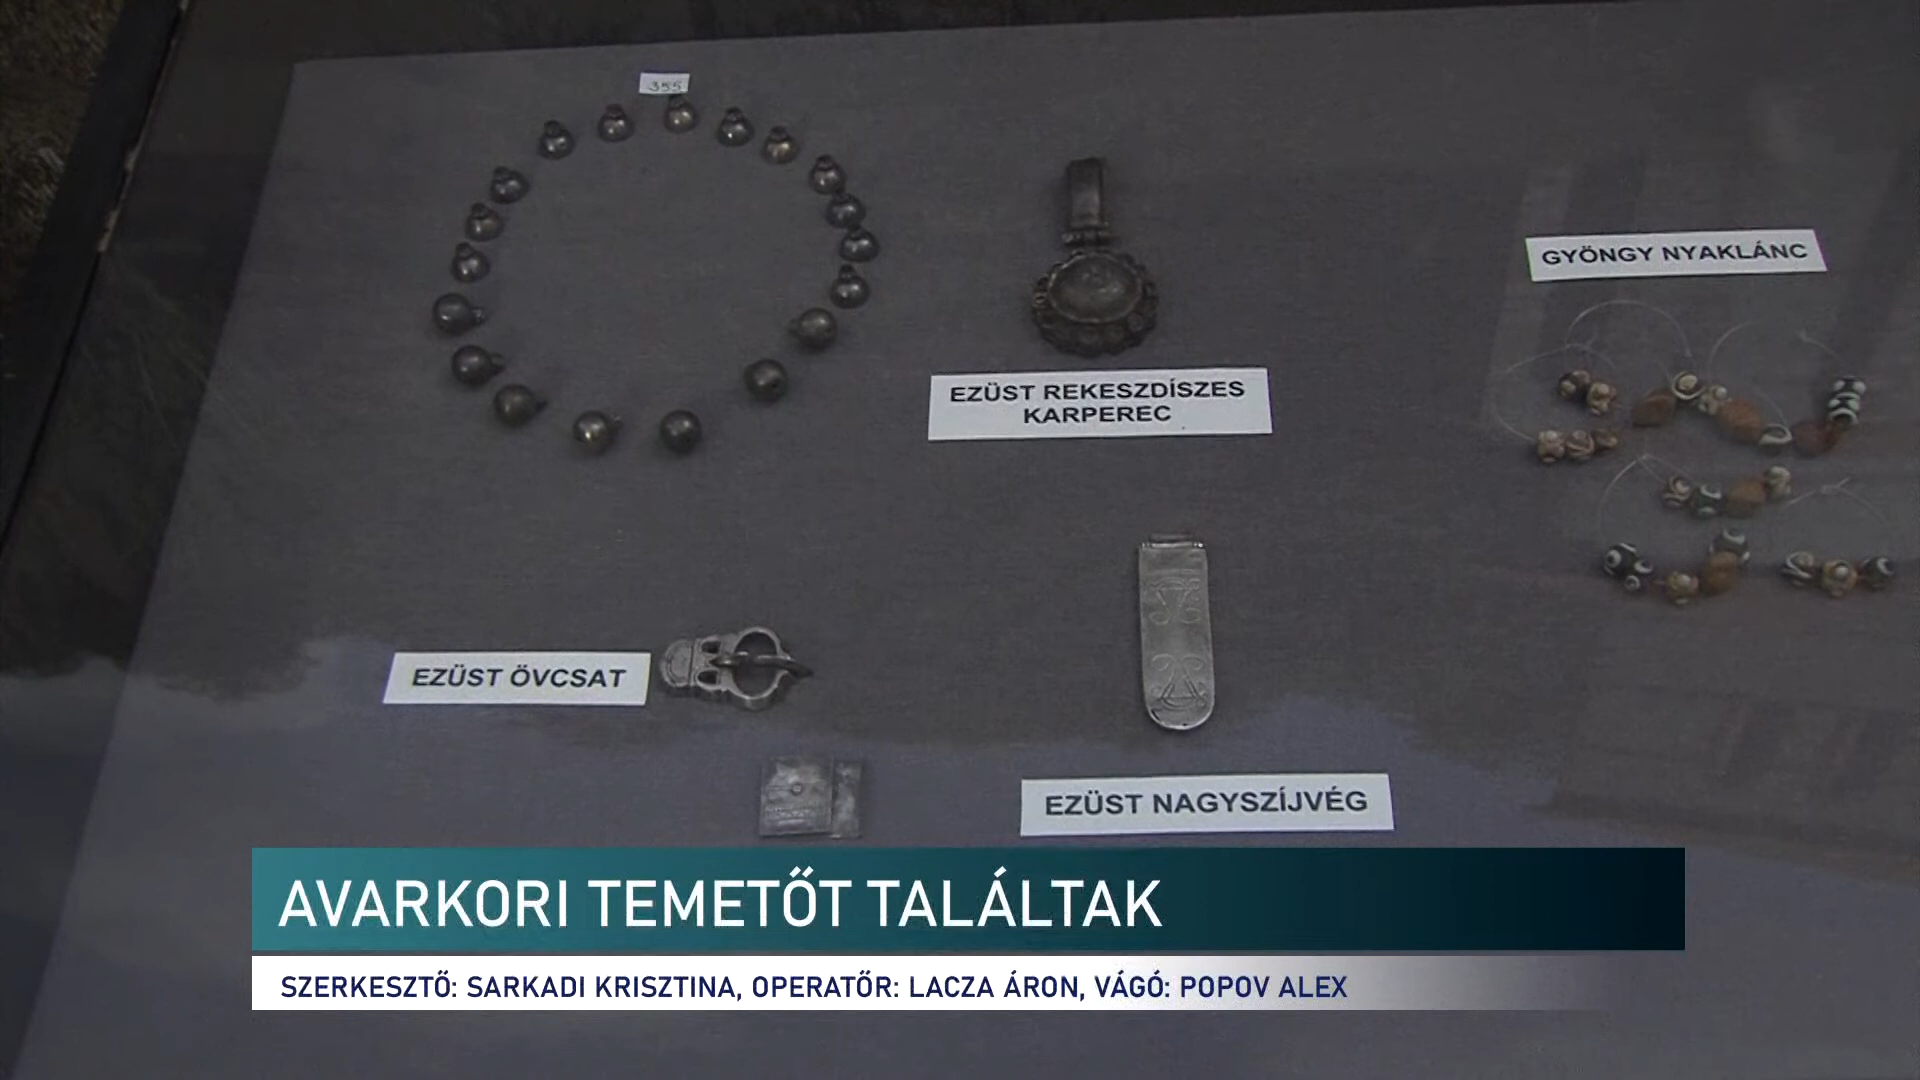 355
GYÖNGY NYAKLÁNC
EZÜST REKESZDÍSZES
KARPEREC
EZÜST ÖVCSAT
EZÜST NAGYSZÍJVÉG
AVARKORI TEMETŐT TALÁLTAK
SZERKESZTŐ: SARKADI KRISZTINA, OPERATŐR: LACZA ÁRON, VÁGÓ: POPOV ALEX